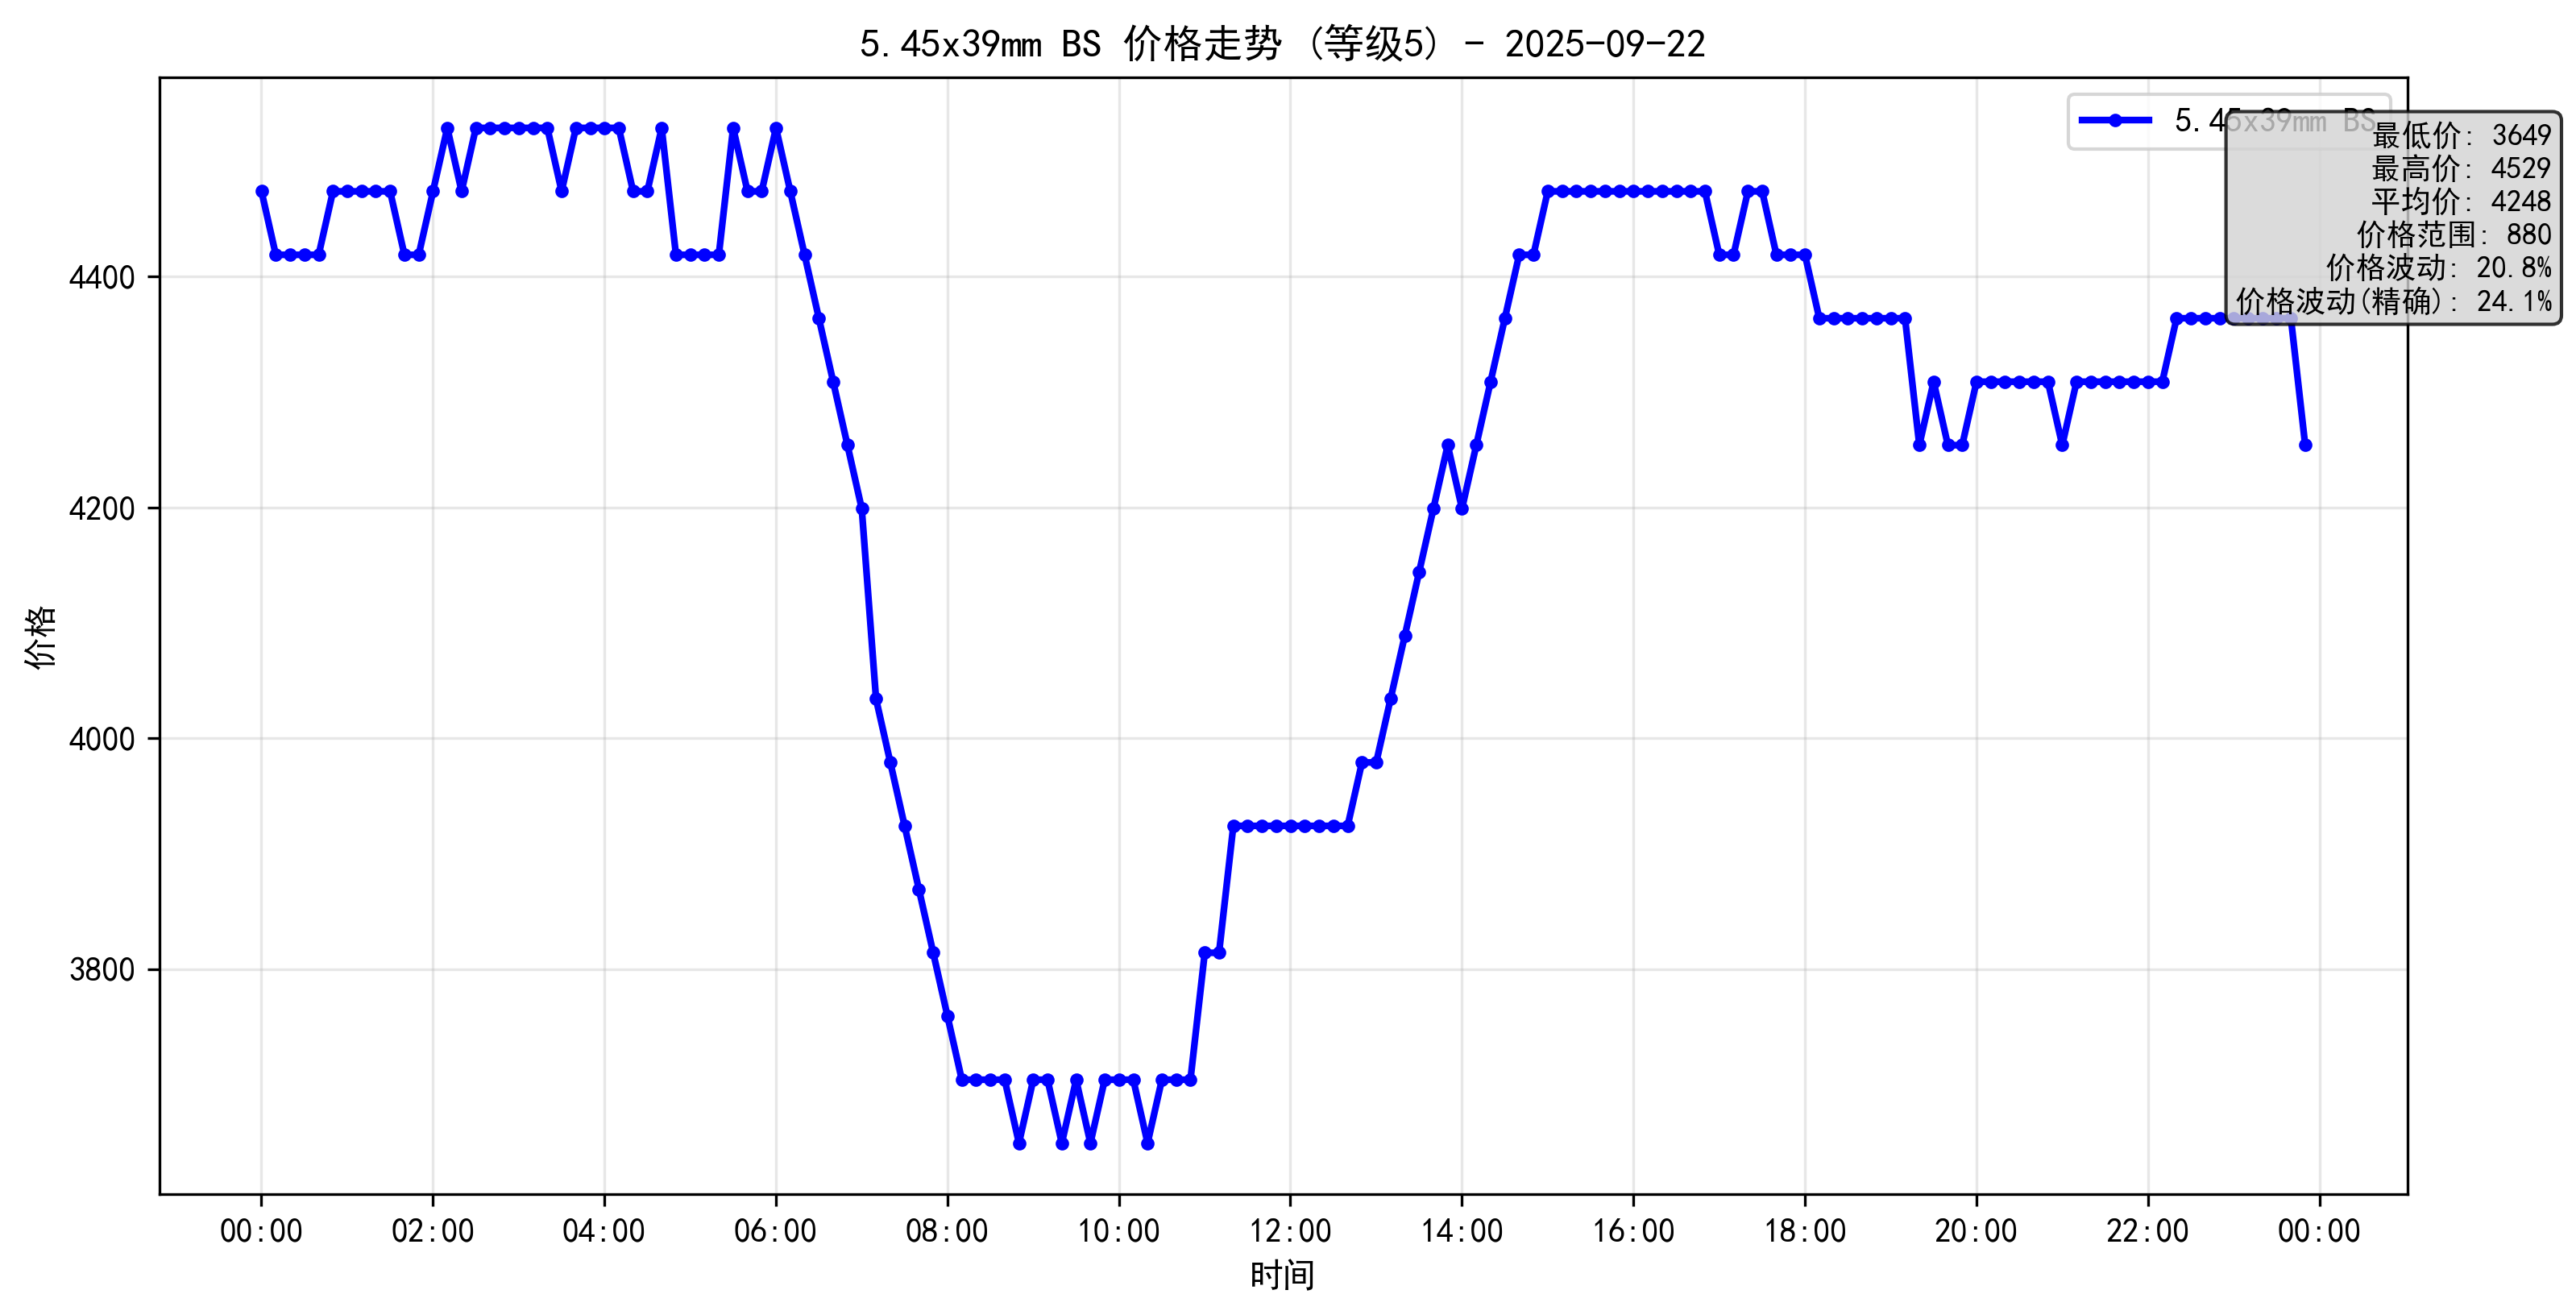 5.45x39mm BS 价格走势 (等级5) - 2025-09-22
5.45x39mm BS
最低价: 3649
最高价: 4529
平均价: 4248
价格范围: 880
价格波动: 20.8%
价格波动(精确): 24.1%
价格
4400
4200
4000
3800
00:00 02:00 04:00 06:00 08:00 10:00 12:00 14:00 16:00 18:00 20:00 22:00 00:00
时间